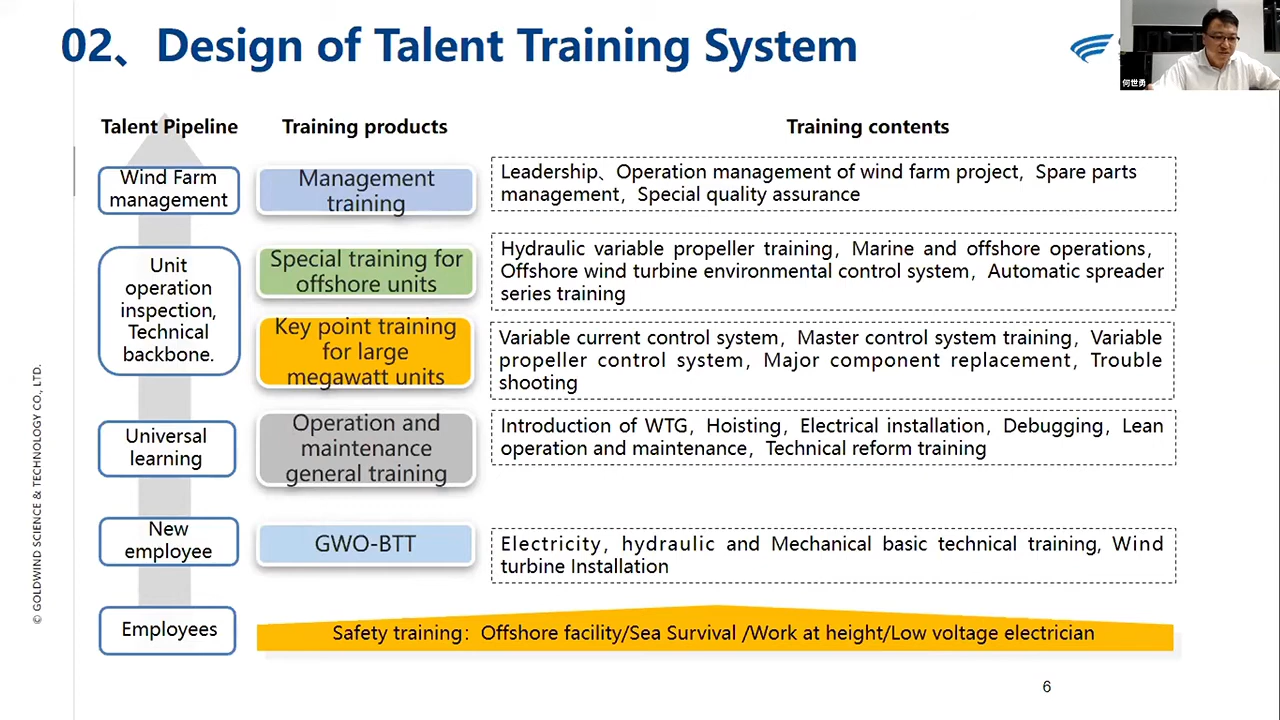 02、Design of Talent Training System
何世勇
Talent Pipeline
Training products
Training contents
Wind Farm
management
Management
training
Leadership、Operation management of wind farm project，Spare parts
management，Special quality assurance
Unit
operation
inspection,
Technical
backbone.
Special training for
offshore units
Hydraulic variable propeller training，Marine and offshore operations，
Offshore wind turbine environmental control system，Automatic spreader
series training
Key point training
for large
megawatt units
Variable current control system，Master control system training，Variable
propeller control system，Major component replacement，Trouble
shooting
Universal
learning
Operation and
maintenance
general training
Introduction of WTG，Hoisting，Electrical installation，Debugging，Lean
operation and maintenance，Technical reform training
New
employee
GWO-BTT
Electricity, hydraulic and Mechanical basic technical training, Wind
turbine Installation
Employees
Safety training：Offshore facility/Sea Survival /Work at height/Low voltage electrician
© GOLDWIND SCIENCE & TECHNOLOGY CO., LTD.
6